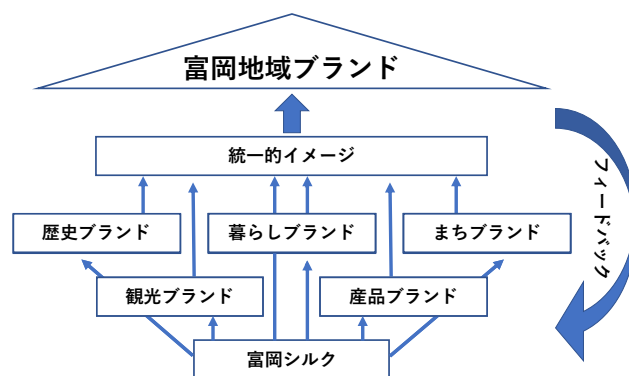 富岡地域ブランド
統一的イメージ
歴史ブランド
暮らしブランド
まちブランド
観光ブランド
産品ブランド
富岡シルク
フィードバック